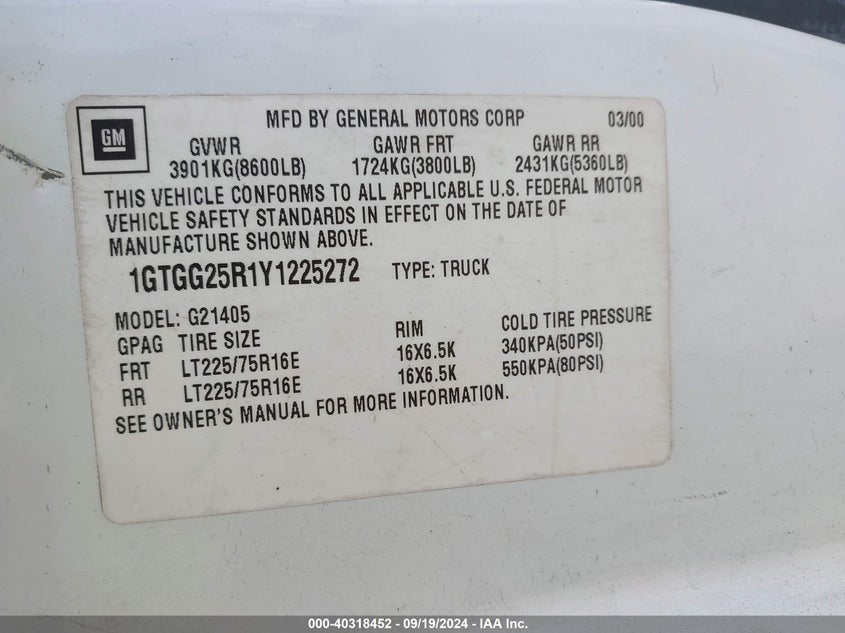 GM
MFD BY GENERAL MOTORS CORP 03/00
GVWR GAWR FRT GAWR RR
3901KG(8600LB) 1724KG(3800LB) 2431KG(5360LB)
THIS VEHICLE CONFORMS TO ALL APPLICABLE U.S. FEDERAL MOTOR
VEHICLE SAFETY STANDARDS IN EFFECT ON THE DATE OF
MANUFACTURE SHOWN ABOVE.
1GTGG25R1Y1225272 TYPE: TRUCK
MODEL: G21405
GPAG TIRE SIZE RIM COLD TIRE PRESSURE
FRT LT225/75R16E 16X6.5K 340KPA(50PSI)
RR LT225/75R16E 16X6.5K 550KPA(80PSI)
SEE OWNER'S MANUAL FOR MORE INFORMATION.
000-40318452 - 09/19/2024 - IAA Inc.